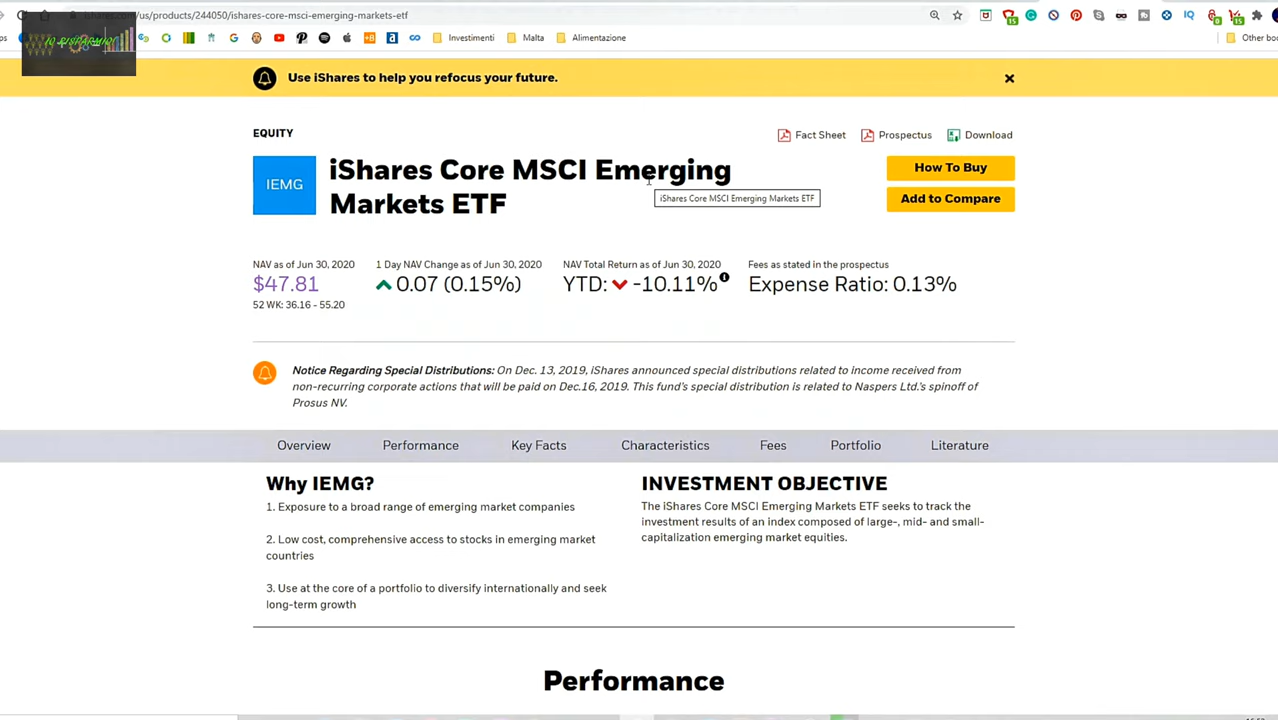 ishares.com/us/products/244050/ishares-core-msci-emerging-markets-etf
Investimenti Malta Alimentazione Other boo
Use iShares to help you refocus your future.
EQUITY
Fact Sheet Prospectus Download
IEMG
iShares Core MSCI Emerging
Markets ETF
How To Buy
iShares Core MSCI Emerging Markets ETF
Add to Compare
NAV as of Jun 30, 2020 1 Day NAV Change as of Jun 30, 2020 NAV Total Return as of Jun 30, 2020 Fees as stated in the prospectus
$47.81 0.07 (0.15%) YTD: -10.11% Expense Ratio: 0.13%
52 WK: 36.16 - 55.20
Notice Regarding Special Distributions: On Dec. 13, 2019, iShares announced special distributions related to income received from
non-recurring corporate actions that will be paid on Dec.16, 2019. This fund's special distribution is related to Naspers Ltd.'s spinoff of
Prosus NV.
Overview Performance Key Facts Characteristics Fees Portfolio Literature
Why IEMG?
1. Exposure to a broad range of emerging market companies
2. Low cost, comprehensive access to stocks in emerging market
countries
3. Use at the core of a portfolio to diversify internationally and seek
long-term growth
INVESTMENT OBJECTIVE
The iShares Core MSCI Emerging Markets ETF seeks to track the
investment results of an index composed of large-, mid- and small-
capitalization emerging market equities.
Performance